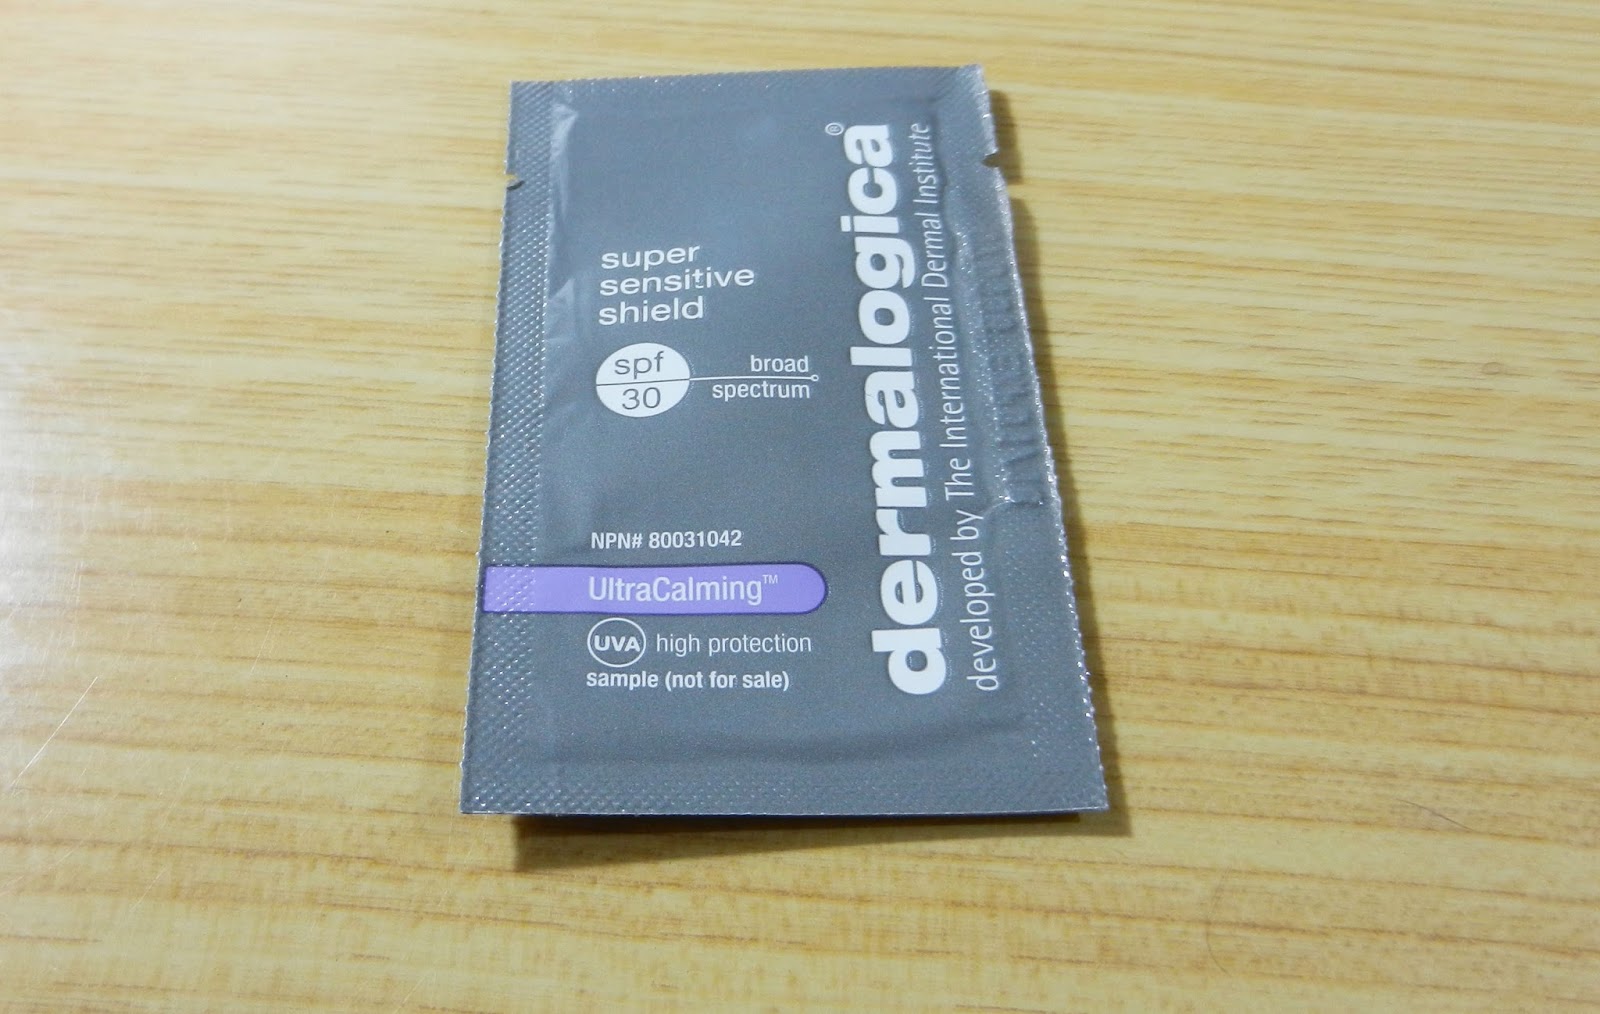 super
sensitive
shield
spf
30
broad
spectrum
NPN# 80031042
UltraCalming™
UVA high protection
sample (not for sale)
dermalogica®
developed by The International Dermal Institute